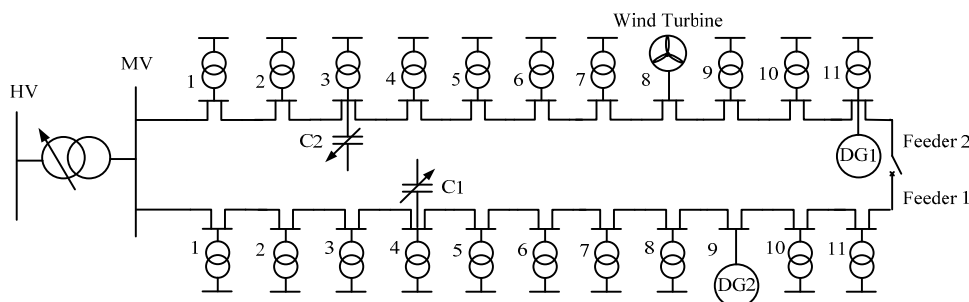 Wind Turbine
HV
MV
1 2 3 4 5 6 7 8 9 10 11
C2
DG1
Feeder 2
C1
Feeder 1
1 2 3 4 5 6 7 8 9 10 11
DG2